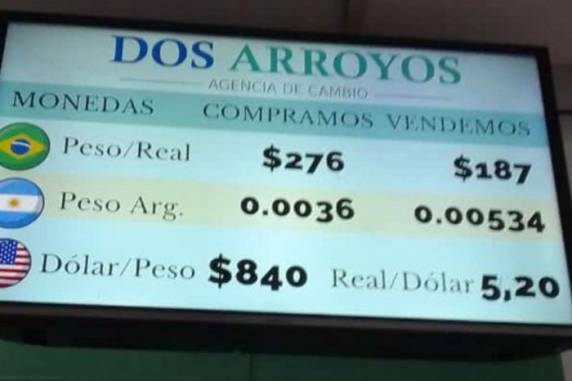 DOS ARROYOS
AGENCIA DE CAMBIO
MONEDAS COMPRAMOS VENDEMOS
Peso/Real $276 $187
Peso Arg. 0.0036 0.00534
Dólar/Peso $840 Real/Dólar 5,20